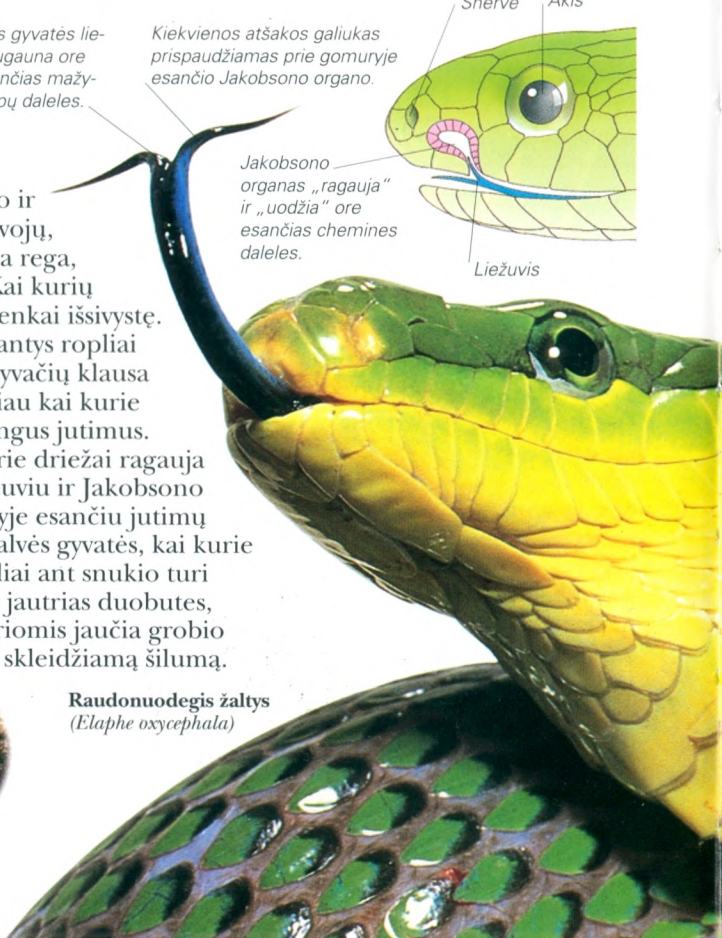 Šnervė
Akis
s gyvatės lie-
ugauna ore
nčias mažy-
pų daleles.
Kiekvienos atšakos galiukas
prispaudžiamas prie gomuryje
esančio Jakobsono organo.
Jakobsono
organas „ragauja“
ir „uodžia“ ore
esančias chemines
daleles.
Liežuvis
o ir
vojų,
a rega,
Kai kurių
enkai išsivystę.
antys ropliai
yvačių klausa
iau kai kurie
ngus jutimus.
rie driežai ragauja
uviu ir Jakobsono
yje esančiu jutimų
alvės gyvatės, kai kurie
liai ant snukio turi
jautrias duobutes,
riomis jaučia grobio
skleidžiamą šilumą.
Raudonuodegis žaltys
(Elaphe oxycephala)